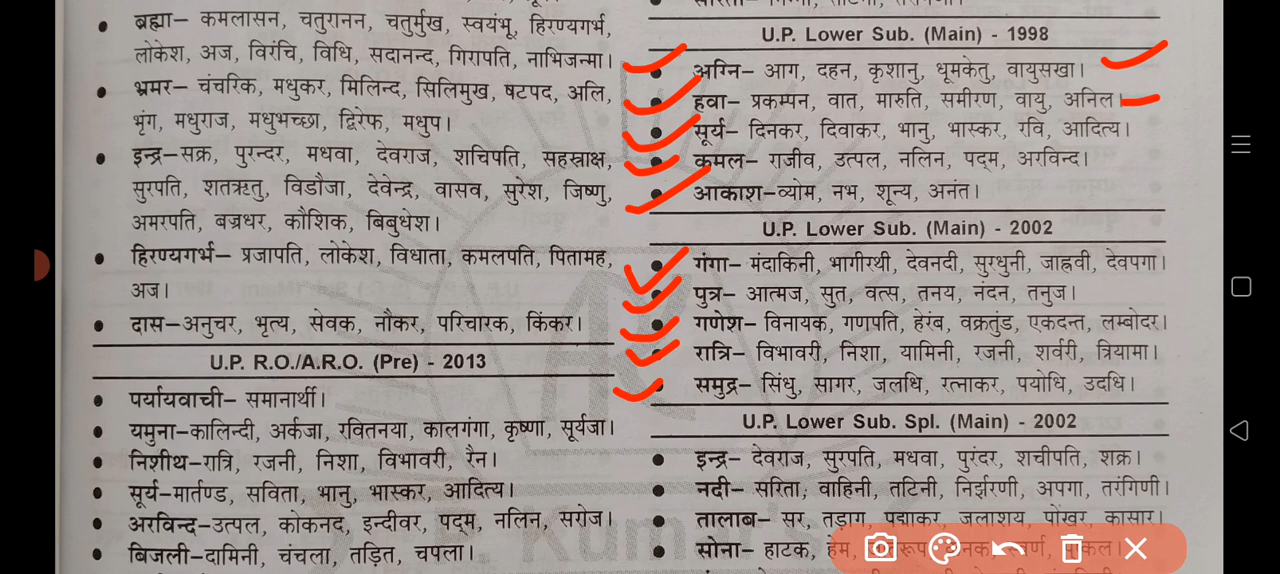 ब्रह्मा– कमलासन, चतुरानन, चतुर्मुख, स्वयंभू, हिरण्यगर्भ,
लोकेश, अज, विरंचि, विधि, सदानन्द, गिरापति, नाभिजन्मा।
भ्रमर– चंचरिक, मधुकर, मिलिन्द, सिलिमुख, षटपद, अलि,
भृंग, मधुराज, मधुभच्छा, द्विरेफ, मधुप।
इन्द्र–सक्र, पुरन्दर, मधवा, देवराज, शचिपति, सहस्त्राक्ष,
सुरपति, शतऋतु, विडौजा, देवेन्द्र, वासव, सुरेश, जिष्णु,
अमरपति, बज्रधर, कौशिक, बिबुधेश।
हिरण्यगर्भ– प्रजापति, लोकेश, विधाता, कमलपति, पितामह,
अज।
दास–अनुचर, भृत्य, सेवक, नौकर, परिचारक, किंकर।
U.P. R.O./A.R.O. (Pre) - 2013
पर्यायवाची– समानार्थी।
यमुना–कालिन्दी, अर्कजा, रवितनया, कालगंगा, कृष्णा, सूर्यजा।
निशीथ–रात्रि, रजनी, निशा, विभावरी, रैन।
सूर्य–मार्तण्ड, सविता, भानु, भास्कर, आदित्य।
अरविन्द–उत्पल, कोकनद, इन्दीवर, पद्म, नलिन, सरोज।
बिजली–दामिनी, चंचला, तड़ित, चपला।
U.P. Lower Sub. (Main) - 1998
अग्नि– आग, दहन, कृशानु, धूमकेतु, वायुसखा।
हवा– प्रकम्पन, वात, मारुति, समीरण, वायु, अनिल।
सूर्य– दिनकर, दिवाकर, भानु, भास्कर, रवि, आदित्य।
कमल– राजीव, उत्पल, नलिन, पद्म, अरविन्द।
आकाश–व्योम, नभ, शून्य, अनंत।
U.P. Lower Sub. (Main) - 2002
गंगा– मंदाकिनी, भागीरथी, देवनदी, सुरधुनी, जाह्नवी, देवपगा।
पुत्र– आत्मज, सुत, वत्स, तनय, नंदन, तनुज।
गणेश– विनायक, गणपति, हेरंब, वक्रतुंड, एकदन्त, लम्बोदर।
रात्रि– विभावरी, निशा, यामिनी, रजनी, शर्वरी, त्रियामा।
समुद्र– सिंधु, सागर, जलधि, रत्नाकर, पयोधि, उदधि।
U.P. Lower Sub. Spl. (Main) - 2002
इन्द्र– देवराज, सुरपति, मधवा, पुरंदर, शचीपति, शक्र।
नदी– सरिता, वाहिनी, तटिनी, निर्झरणी, अपगा, तरंगिणी।
तालाब– सर, तड़ाग, पद्माकर, जलाशय, पोखर, कासार।
सोना– हाटक, हेम,